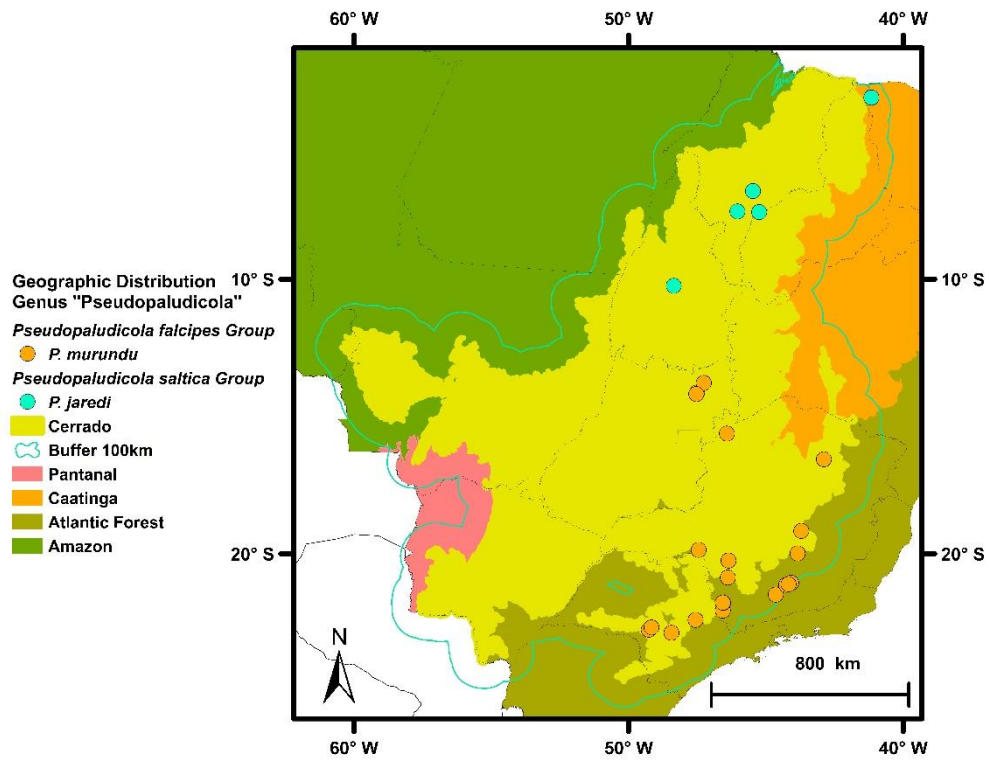 60° W 50° W 40° W
Geographic Distribution
Genus "Pseudopaludicola"
Pseudopaludicola falcipes Group
P. murundu
Pseudopaludicola saltica Group
P. jaredi
Cerrado
Buffer 100km
Pantanal
Caatinga
Atlantic Forest
Amazon
10° S 10° S
20° S 20° S
N
800 km
60° W 50° W 40° W